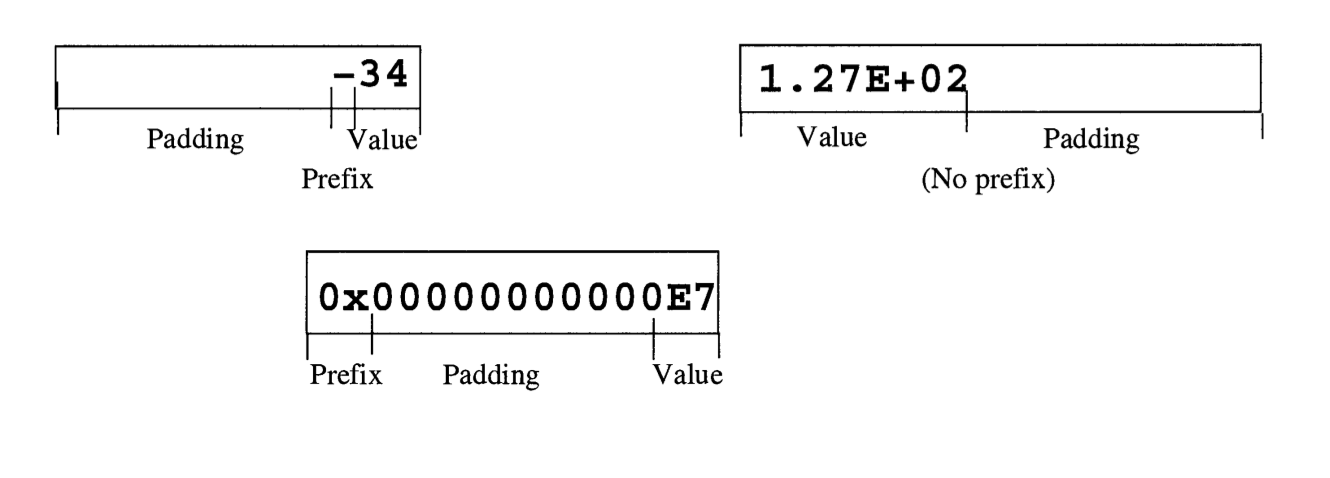 -34
Padding Value
Prefix
1.27E+02
Value Padding
(No prefix)
0x00000000000E7
Prefix Padding Value